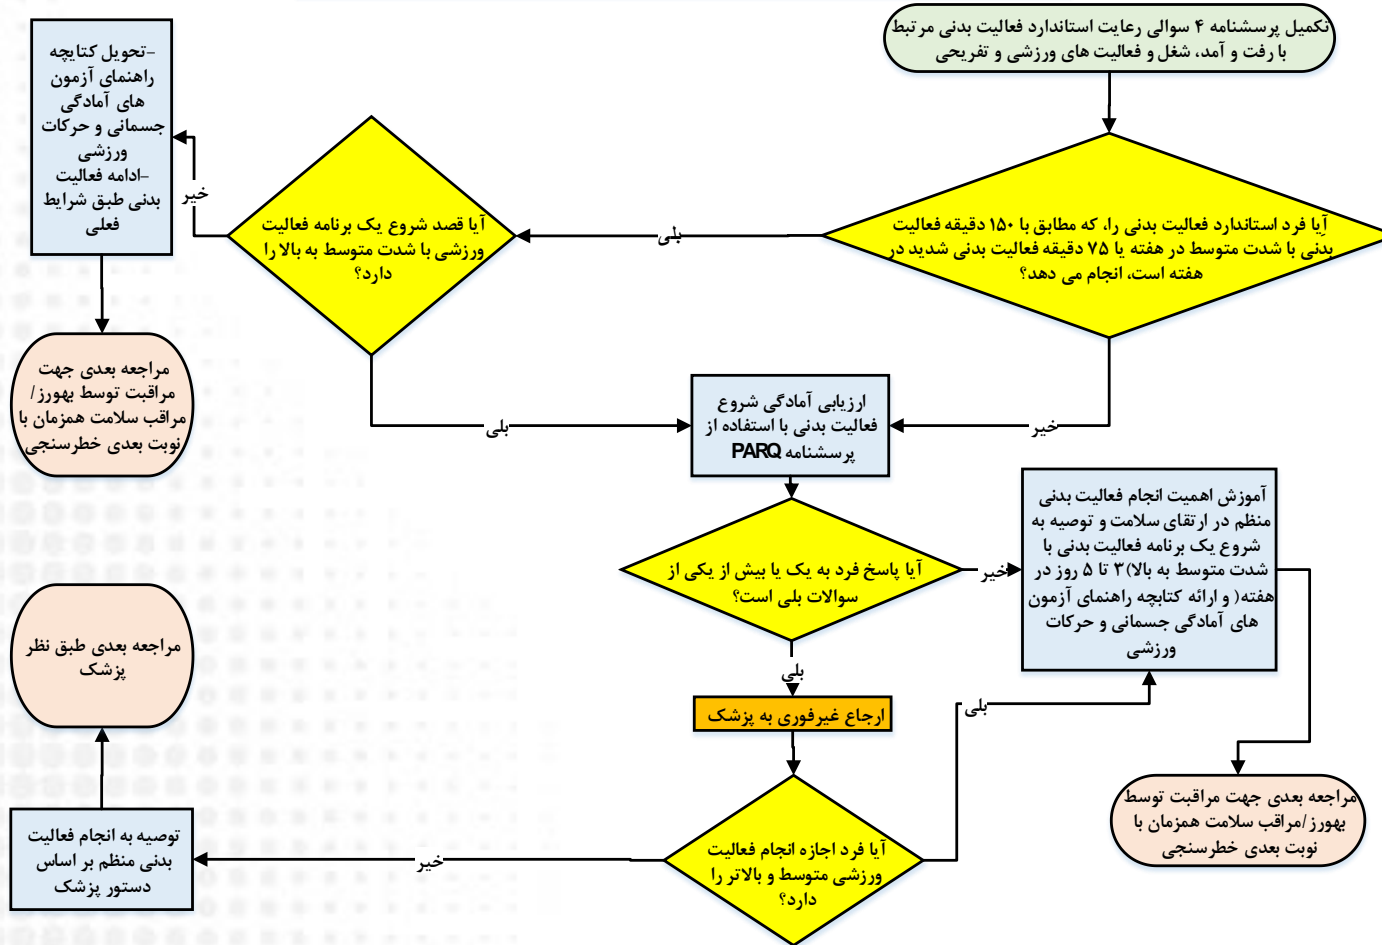 تکمیل پرسشنامه ۴ سوالی رعایت استاندارد فعالیت بدنی مرتبط
با رفت و آمد، شغل و فعالیت های ورزشی و تفریحی
آیا فرد استاندارد فعالیت بدنی را، که مطابق با ۱۵۰ دقیقه فعالیت
بدنی با شدت متوسط در هفته یا ۷۵ دقیقه فعالیت بدنی شدید در
هفته است، انجام می دهد؟
بلی
خیر
آیا قصد شروع یک برنامه فعالیت
ورزشی با شدت متوسط به بالا را
دارد؟
خیر
بلی
-تحویل کتابچه
راهنمای آزمون
های آمادگی
جسمانی و حرکات
ورزشی
-ادامه فعالیت
بدنی طبق شرایط
فعلی
مراجعه بعدی جهت
مراقبت توسط بهورز/
مراقب سلامت همزمان با
نوبت بعدی خطرسنجی
ارزیابی آمادگی شروع
فعالیت بدنی با استفاده از
پرسشنامه PARQ
آیا پاسخ فرد به یک یا بیش از یکی از
سوالات بلی است؟
خیر
بلی
آموزش اهمیت انجام فعالیت بدنی
منظم در ارتقای سلامت و توصیه به
شروع یک برنامه فعالیت بدنی با
شدت متوسط به بالا)۳ تا ۵ روز در
هفته( و ارائه کتابچه راهنمای آزمون
های آمادگی جسمانی و حرکات
ورزشی
مراجعه بعدی جهت مراقبت توسط
بهورز/مراقب سلامت همزمان با
نوبت بعدی خطرسنجی
ارجاع غیرفوری به پزشک
آیا فرد اجازه انجام فعالیت
ورزشی متوسط و بالاتر را
دارد؟
بلی
خیر
توصیه به انجام فعالیت
بدنی منظم بر اساس
دستور پزشک
مراجعه بعدی طبق نظر
پزشک